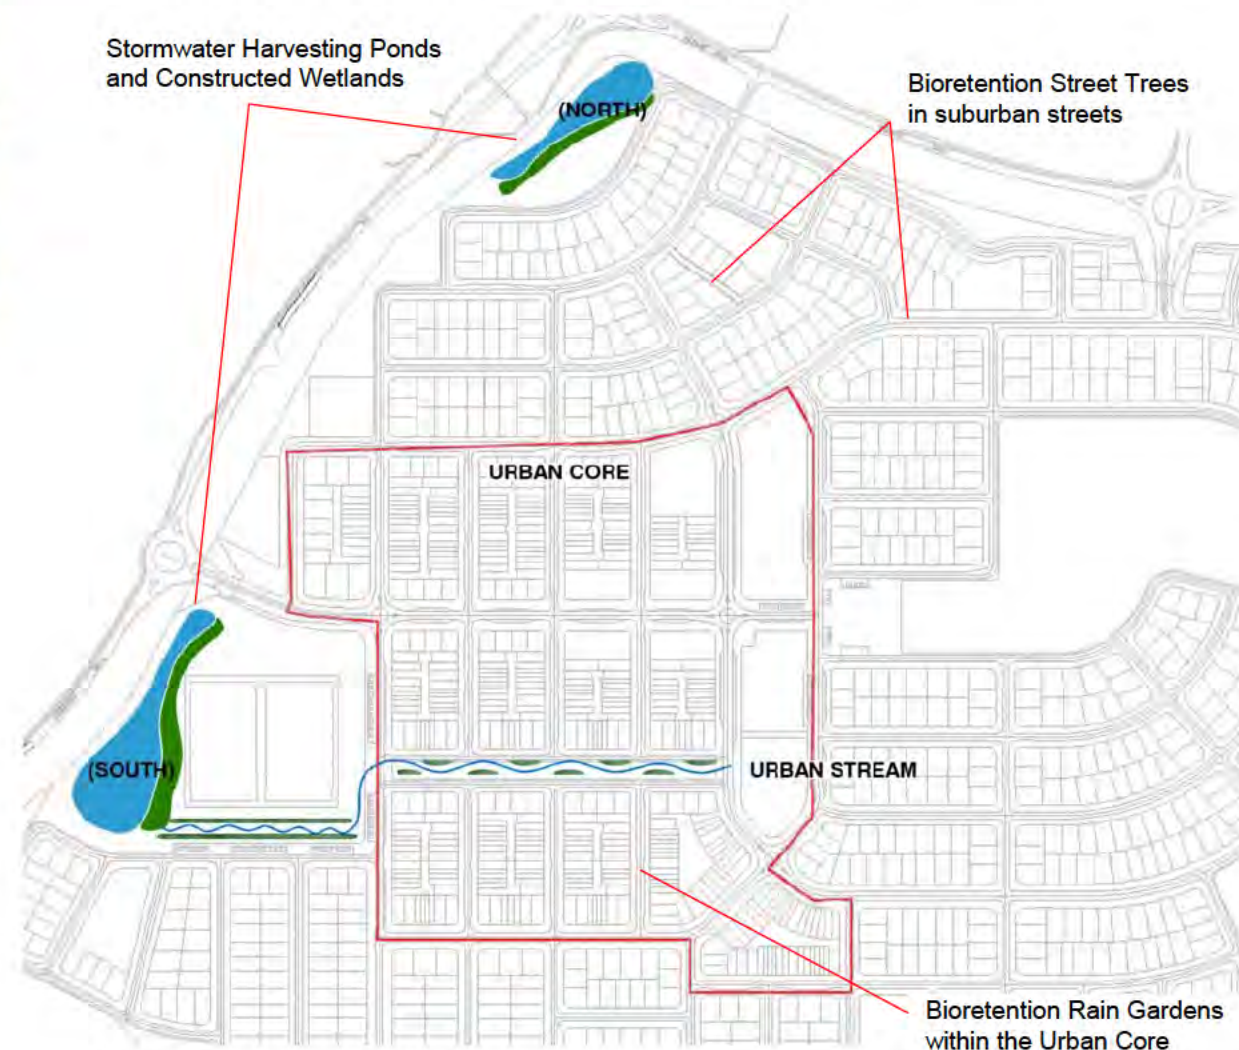 Stormwater Harvesting Ponds
and Constructed Wetlands
(NORTH)
Bioretention Street Trees
in suburban streets
URBAN CORE
(SOUTH)
URBAN STREAM
Bioretention Rain Gardens
within the Urban Core